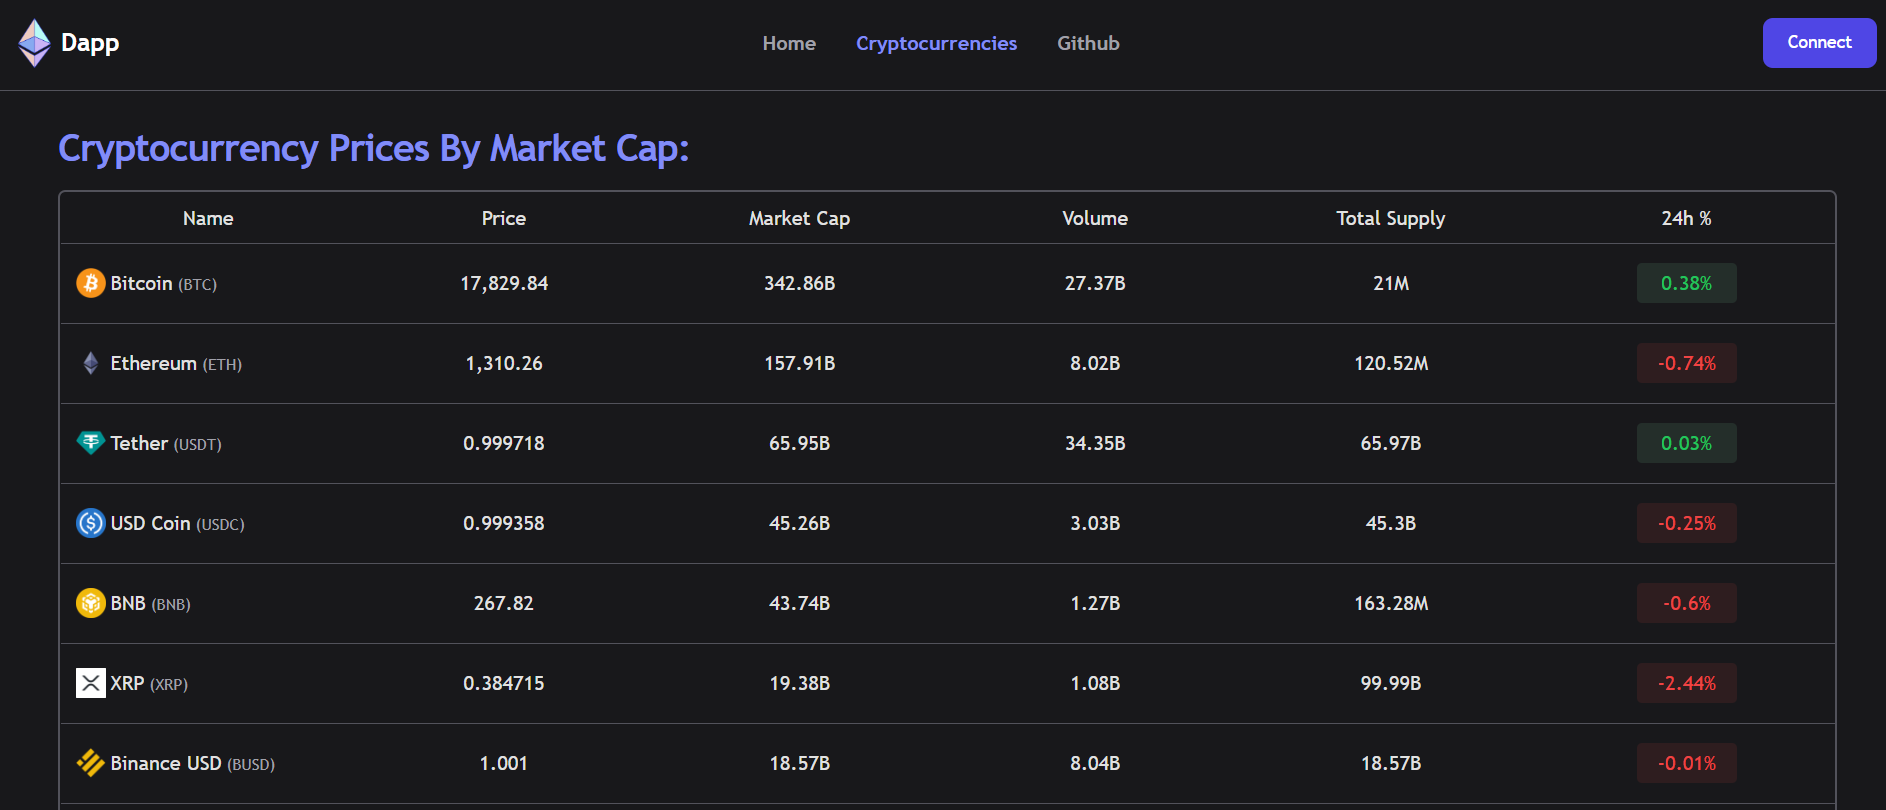 Dapp Home Cryptocurrencies Github Connect
Cryptocurrency Prices By Market Cap:
Name Price Market Cap Volume Total Supply 24h %
Bitcoin (BTC) 17,829.84 342.86B 27.37B 21M 0.38%
Ethereum (ETH) 1,310.26 157.91B 8.02B 120.52M -0.74%
Tether (USDT) 0.999718 65.95B 34.35B 65.97B 0.03%
USD Coin (USDC) 0.999358 45.26B 3.03B 45.3B -0.25%
BNB (BNB) 267.82 43.74B 1.27B 163.28M -0.6%
XRP (XRP) 0.384715 19.38B 1.08B 99.99B -2.44%
Binance USD (BUSD) 1.001 18.57B 8.04B 18.57B -0.01%